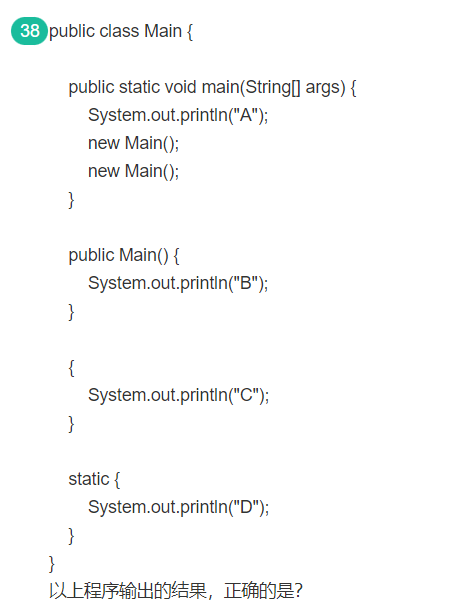 38 public class Main {
public static void main(String[] args) {
System.out.println("A");
new Main();
new Main();
}
public Main() {
System.out.println("B");
}
{
System.out.println("C");
}
static {
System.out.println("D");
}
}
以上程序输出的结果，正确的是?